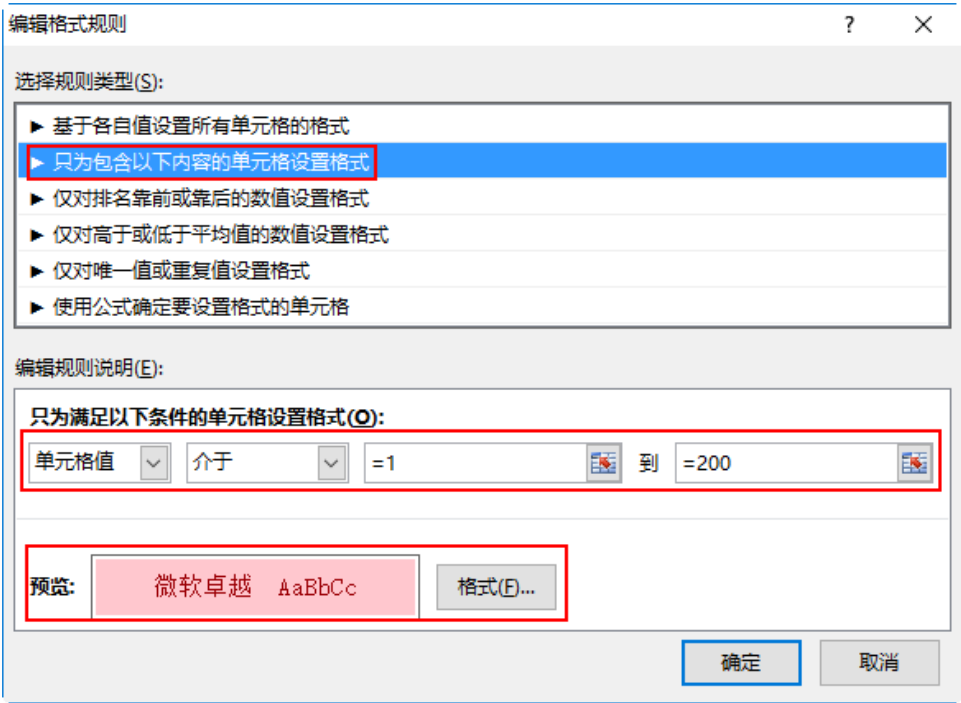 编辑格式规则 ? ×
选择规则类型(S):
► 基于各自值设置所有单元格的格式
► 只为包含以下内容的单元格设置格式
► 仅对排名靠前或靠后的数值设置格式
► 仅对高于或低于平均值的数值设置格式
► 仅对唯一值或重复值设置格式
► 使用公式确定要设置格式的单元格
编辑规则说明(E):
只为满足以下条件的单元格设置格式(O):
单元格值 介于 =1 到 =200
预览: 微软卓越 AaBbCc 格式(F)...
确定 取消